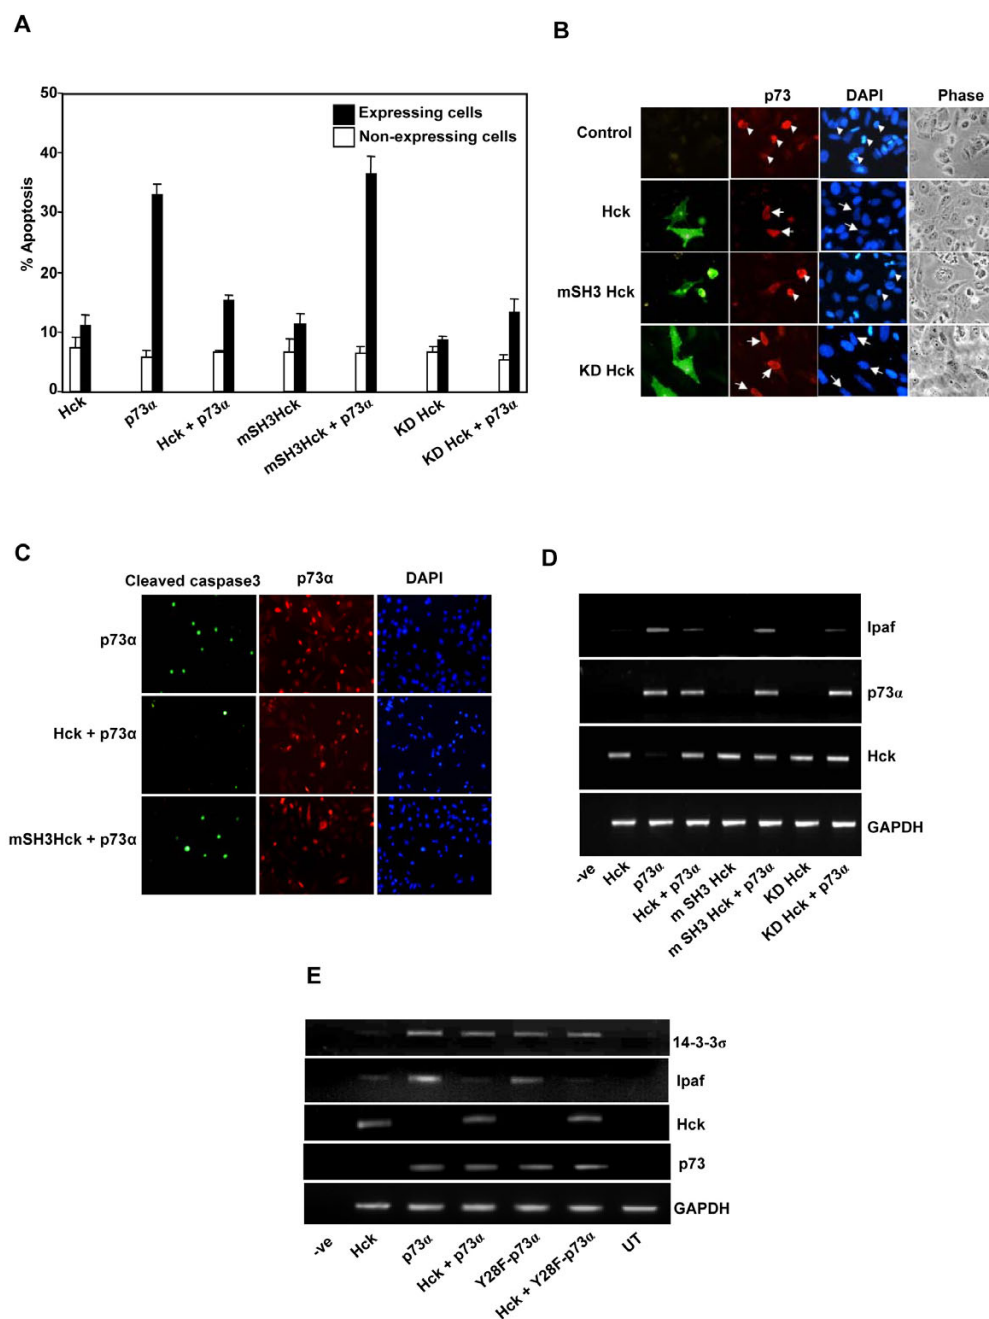 A
50
40
30
20
10
0
% Apoptosis
Expressing cells
Non-expressing cells
Hck
p73α
Hck + p73α
mSH3Hck
mSH3Hck + p73α
KD Hck
KD Hck + p73α
B
p73 DAPI Phase
Control
Hck
mSH3 Hck
KD Hck
C
Cleaved caspase3 p73α DAPI
p73α
Hck + p73α
mSH3Hck + p73α
D
Ipaf
p73α
Hck
GAPDH
-ve
Hck
p73α
Hck + p73α
m SH3 Hck
m SH3 Hck + p73α
KD Hck
KD Hck + p73α
E
14-3-3σ
Ipaf
Hck
p73
GAPDH
-ve
Hck
p73α
Hck + p73α
Y28F-p73α
Hck + Y28F-p73α
UT